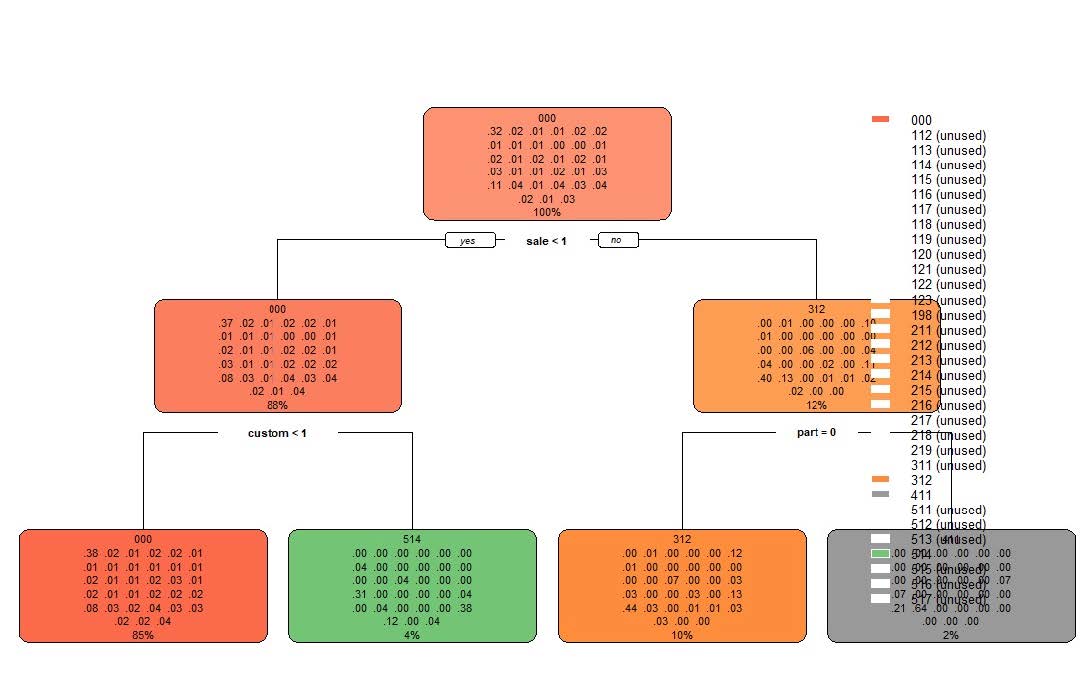 000
.32 .02 .01 .01 .02 .02
.01 .01 .01 .00 .00 .01
.02 .01 .02 .01 .02 .01
.03 .01 .01 .02 .01 .03
.11 .04 .01 .04 .03 .04
.02 .01 .03
100%
yes
sale < 1
no
000
.37 .02 .01 .02 .02 .01
.01 .01 .01 .00 .00 .01
.02 .01 .01 .02 .02 .01
.03 .01 .01 .02 .02 .02
.08 .03 .01 .04 .03 .04
.02 .01 .04
88%
312
.00 .01 .00 .00 .00 .10
.01 .00 .00 .00 .00 .00
.00 .00 .06 .00 .00 .04
.04 .00 .00 .02 .00 .11
.40 .13 .00 .01 .01 .02
.02 .00 .00
12%
custom < 1
part = 0
000
.38 .02 .01 .02 .02 .01
.01 .01 .01 .01 .01 .01
.02 .01 .01 .02 .03 .01
.02 .01 .01 .02 .02 .02
.08 .03 .02 .04 .03 .03
.02 .02 .04
85%
514
.00 .00 .00 .00 .00 .00
.04 .00 .00 .00 .00 .00
.00 .00 .04 .00 .00 .00
.31 .00 .00 .00 .00 .04
.00 .04 .00 .00 .00 .38
.12 .00 .04
4%
312
.00 .01 .00 .00 .00 .12
.01 .00 .00 .00 .00 .00
.00 .00 .07 .00 .00 .03
.03 .00 .00 .03 .00 .13
.44 .03 .00 .01 .01 .03
.03 .00 .00
10%
411
.00 .00 .00 .00
.00 .00
.00 .07
.07
.21 .64 .00 .00 .00 .00
.00 .00 .00
2%
000
112 (unused)
113 (unused)
114 (unused)
115 (unused)
116 (unused)
117 (unused)
118 (unused)
119 (unused)
120 (unused)
121 (unused)
122 (unused)
123 (unused)
198 (unused)
211 (unused)
212 (unused)
213 (unused)
214 (unused)
215 (unused)
216 (unused)
217 (unused)
218 (unused)
219 (unused)
311 (unused)
312
411
511 (unused)
512 (unused)
513 (unused)
514
515 (unused)
516 (unused)
517 (unused)